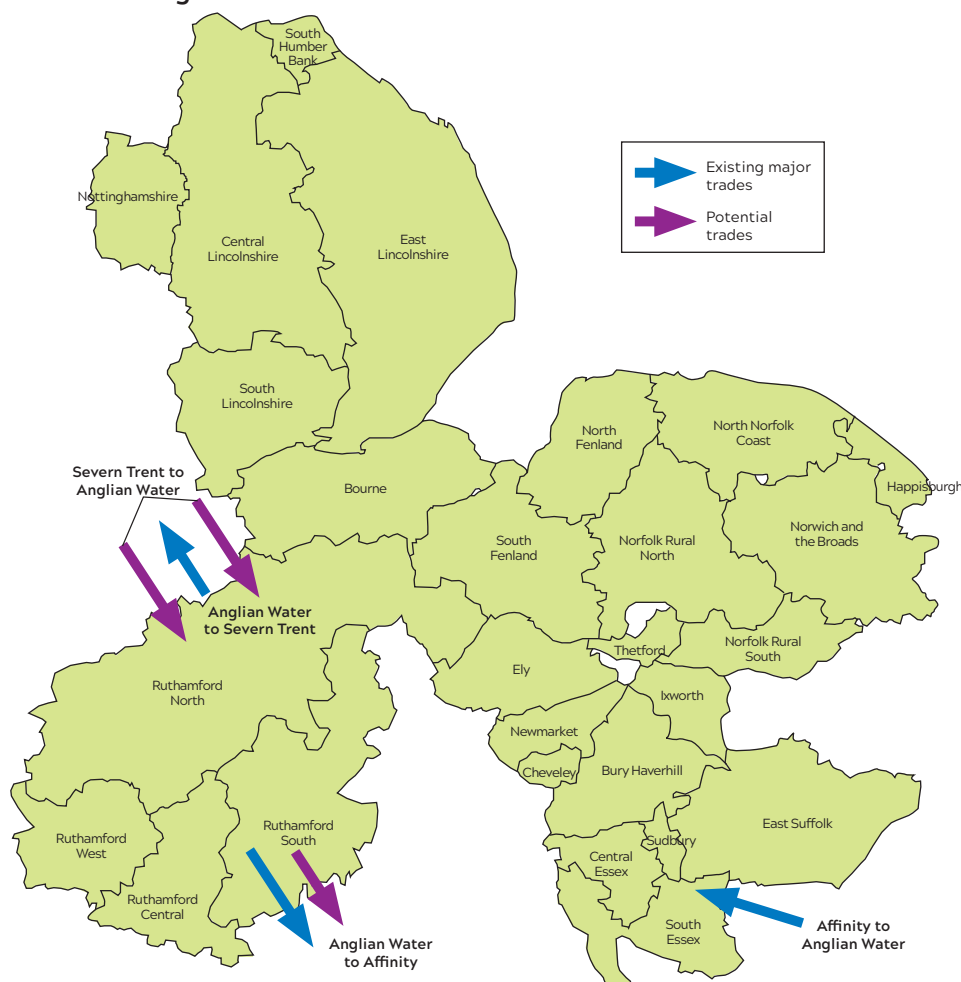 South
Humber
Bank
Existing major
trades
Potential
trades
Nottinghamshire
Central
Lincolnshire
East
Lincolnshire
South
Lincolnshire
North
Fenland
North Norfolk
Coast
Severn Trent to
Anglian Water
Bourne
Happisburgh
South
Fenland
Norfolk Rural
North
Norwich and
the Broads
Anglian Water
to Severn Trent
Thetford
Norfolk Rural
South
Ely
Ruthamford
North
Ixworth
Newmarket
Cheveley
Bury Haverhill
Ruthamford
West
Ruthamford
South
Sudbury
East Suffolk
Central
Essex
Ruthamford
Central
South
Essex
Affinity to
Anglian Water
Anglian Water
to Affinity